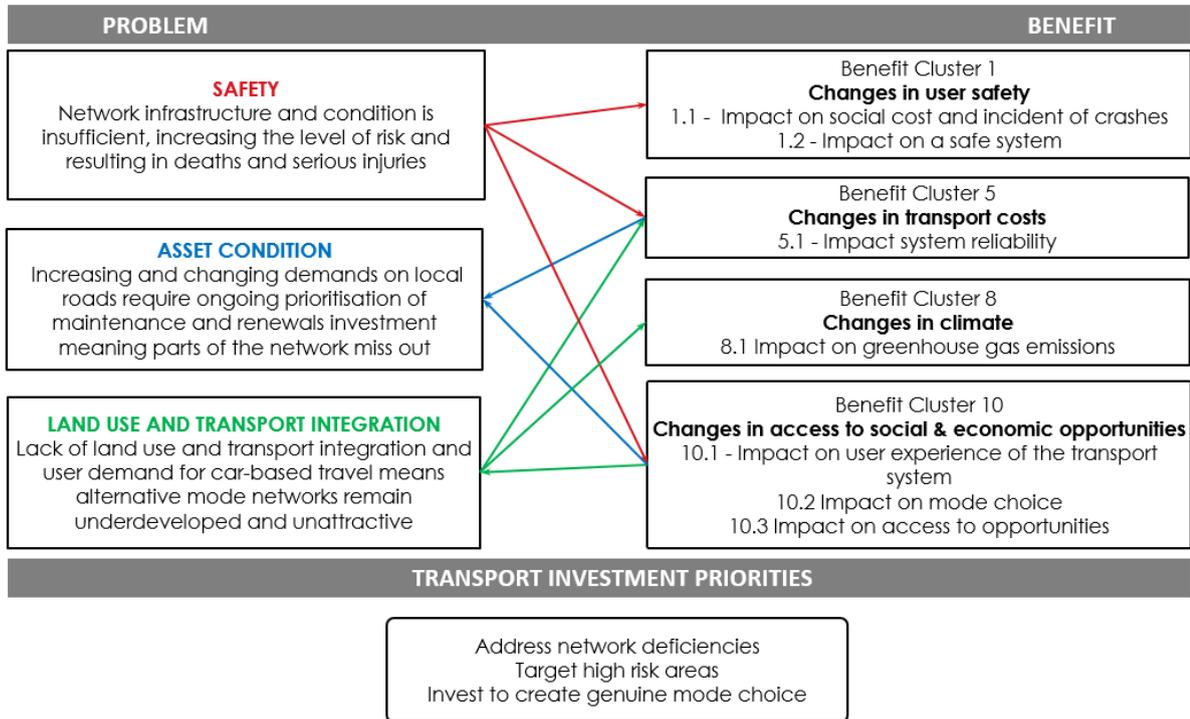 PROBLEM
BENEFIT
SAFETY
Network infrastructure and condition is
insufficient, increasing the level of risk and
resulting in deaths and serious injuries
ASSET CONDITION
Increasing and changing demands on local
roads require ongoing prioritisation of
maintenance and renewals investment
meaning parts of the network miss out
LAND USE AND TRANSPORT INTEGRATION
Lack of land use and transport integration and
user demand for car-based travel means
alternative mode networks remain
underdeveloped and unattractive
Benefit Cluster 1
Changes in user safety
1.1 - Impact on social cost and incident of crashes
1.2 - Impact on a safe system
Benefit Cluster 5
Changes in transport costs
5.1 - Impact system reliability
Benefit Cluster 8
Changes in climate
8.1 Impact on greenhouse gas emissions
Benefit Cluster 10
Changes in access to social & economic opportunities
10.1 - Impact on user experience of the transport
system
10.2 Impact on mode choice
10.3 Impact on access to opportunities
TRANSPORT INVESTMENT PRIORITIES
Address network deficiencies
Target high risk areas
Invest to create genuine mode choice